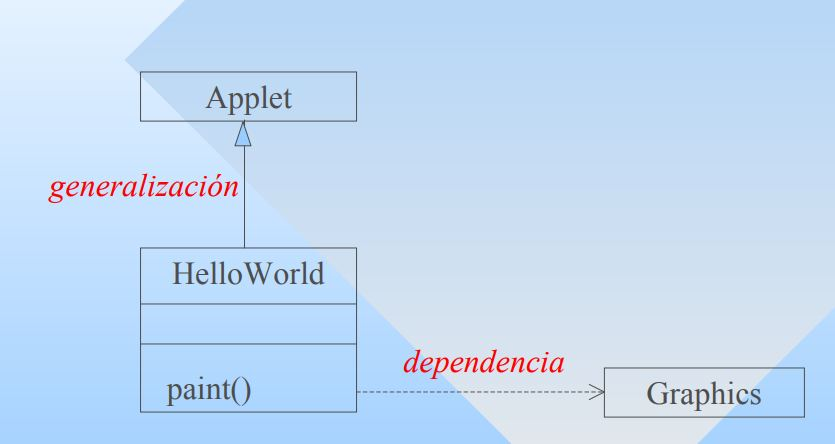 Applet
generalización
HelloWorld
dependencia
paint()
Graphics